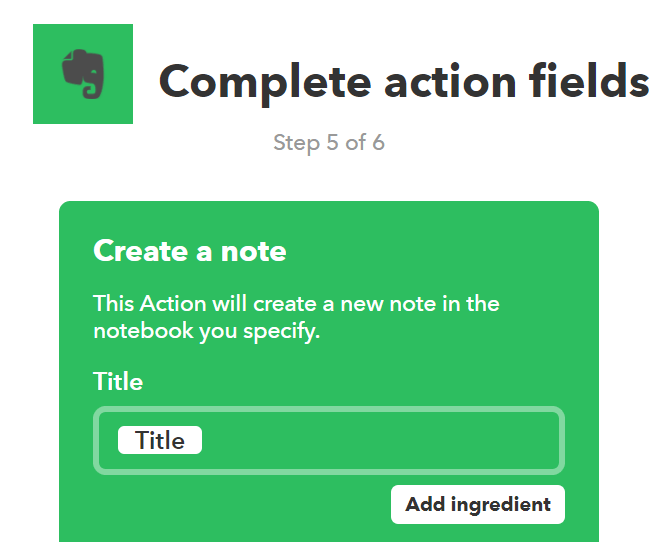 Complete action fields
Step 5 of 6
Create a note
This Action will create a new note in the
notebook you specify.
Title
Title
Add ingredient